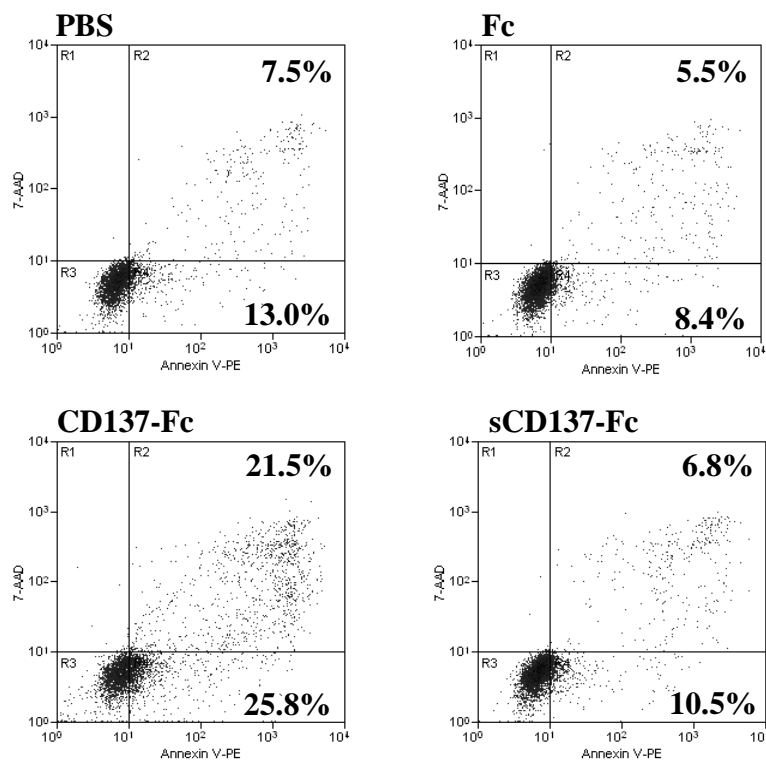 PBS
10⁴
R1 R2
7.5%
10³
7-AAD
10²
10¹
R3
13.0%
10⁰
10⁰ 10¹ 10² 10³ 10⁴
Annexin V-PE
Fc
10⁴
R1 R2
5.5%
10³
7-AAD
10²
10¹
R3
8.4%
10⁰
10⁰ 10¹ 10² 10³ 10⁴
Annexin V-PE
CD137-Fc
10⁴
R1 R2
21.5%
10³
7-AAD
10²
10¹
R3
25.8%
10⁰
10⁰ 10¹ 10² 10³ 10⁴
Annexin V-PE
sCD137-Fc
10⁴
R1 R2
6.8%
10³
7-AAD
10²
10¹
R3
10.5%
10⁰
10⁰ 10¹ 10² 10³ 10⁴
Annexin V-PE